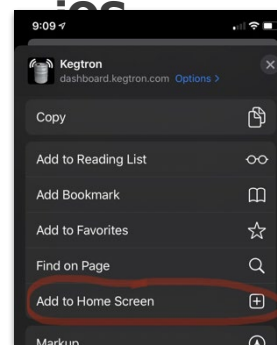 ios
9:09
Kegtron
dashboard.kegtron.com Options >
Copy
Add to Reading List
Add Bookmark
Add to Favorites
Find on Page
Add to Home Screen
Markup